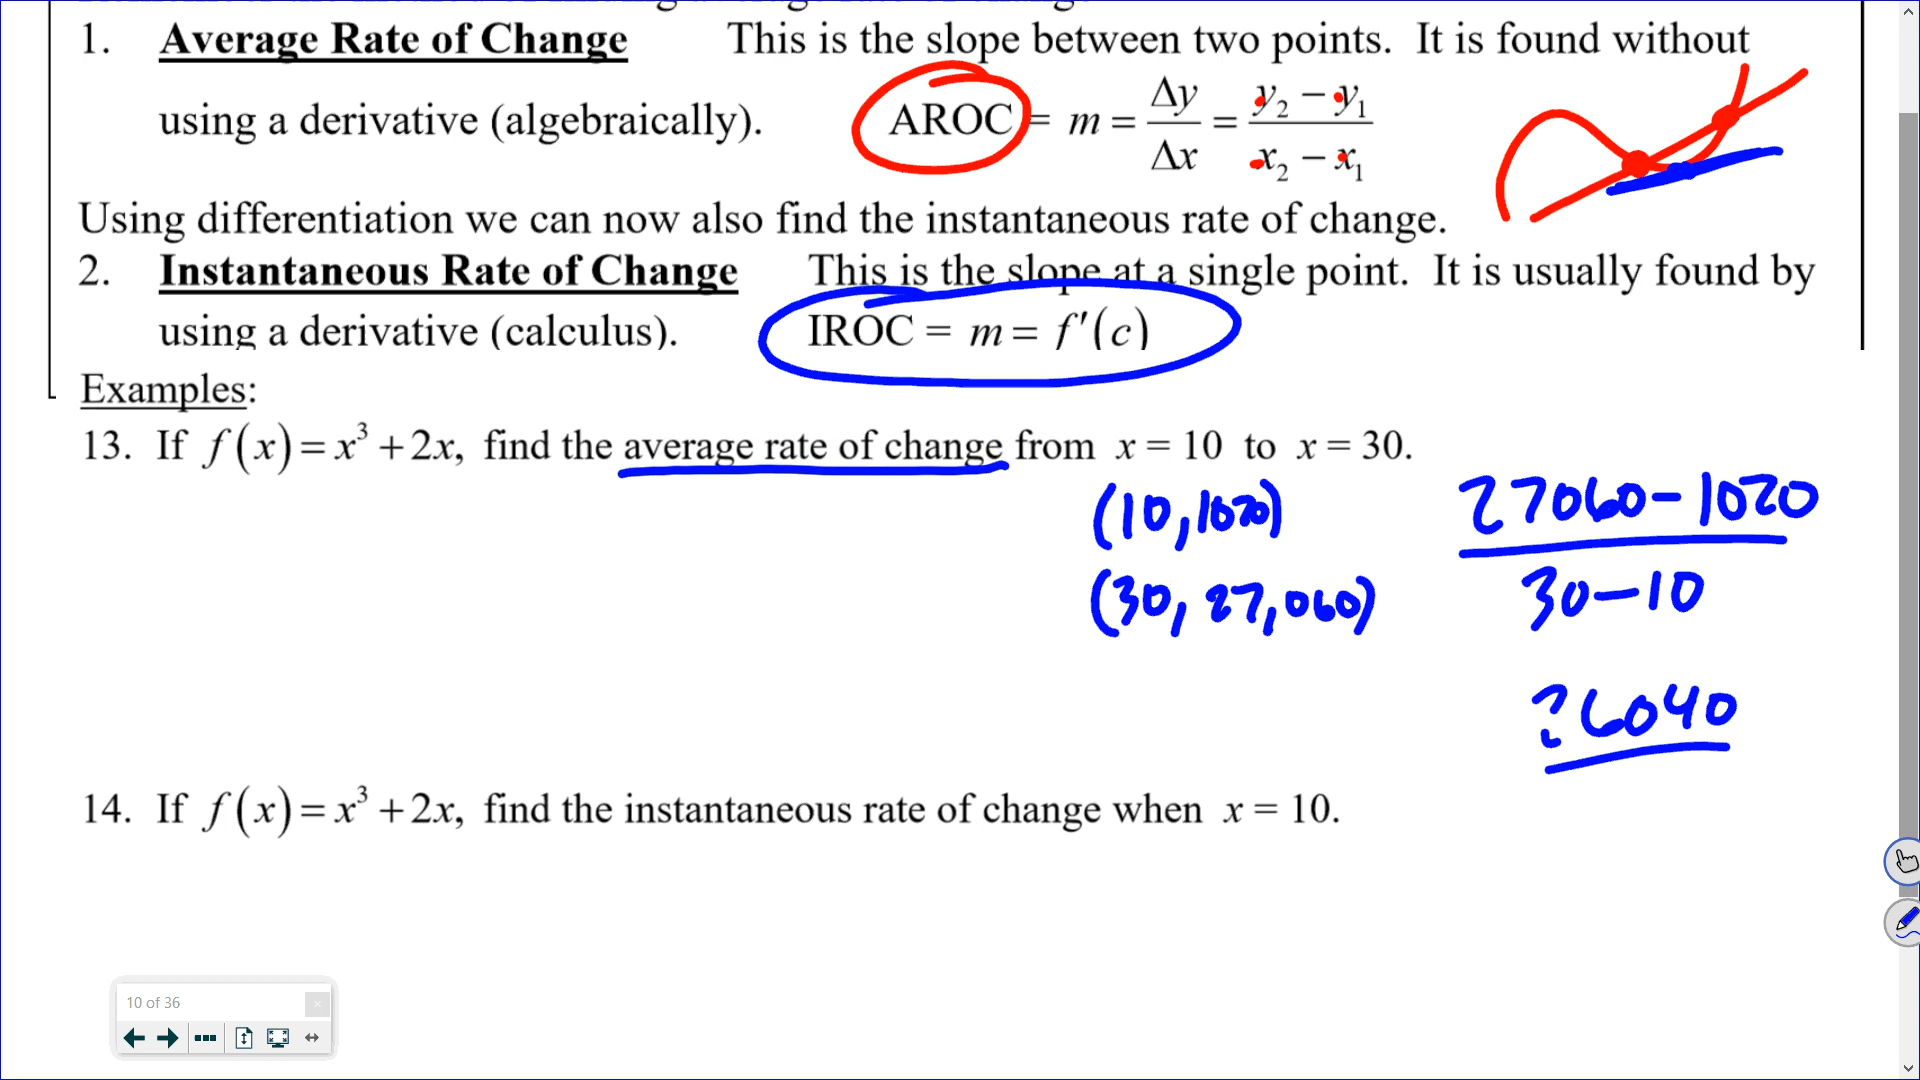 1. Average Rate of Change This is the slope between two points. It is found without
using a derivative (algebraically). AROC = m = Δy/Δx = (y₂ − y₁)/(x₂ − x₁)
Using differentiation we can now also find the instantaneous rate of change.
2. Instantaneous Rate of Change This is the slope at a single point. It is usually found by
using a derivative (calculus). IROC = m = f′(c)
Examples:
13. If f(x) = x³ + 2x, find the average rate of change from x = 10 to x = 30.
(10, 1020)
(30, 27,060)
27060 − 1020
30 − 10
26040
14. If f(x) = x³ + 2x, find the instantaneous rate of change when x = 10.
10 of 36